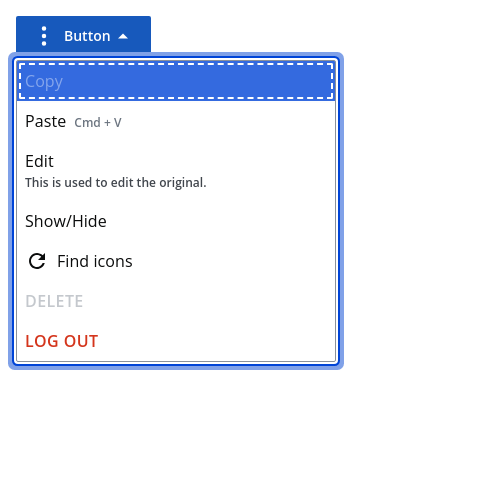 Button
Copy
Paste Cmd + V
Edit
This is used to edit the original.
Show/Hide
Find icons
DELETE
LOG OUT